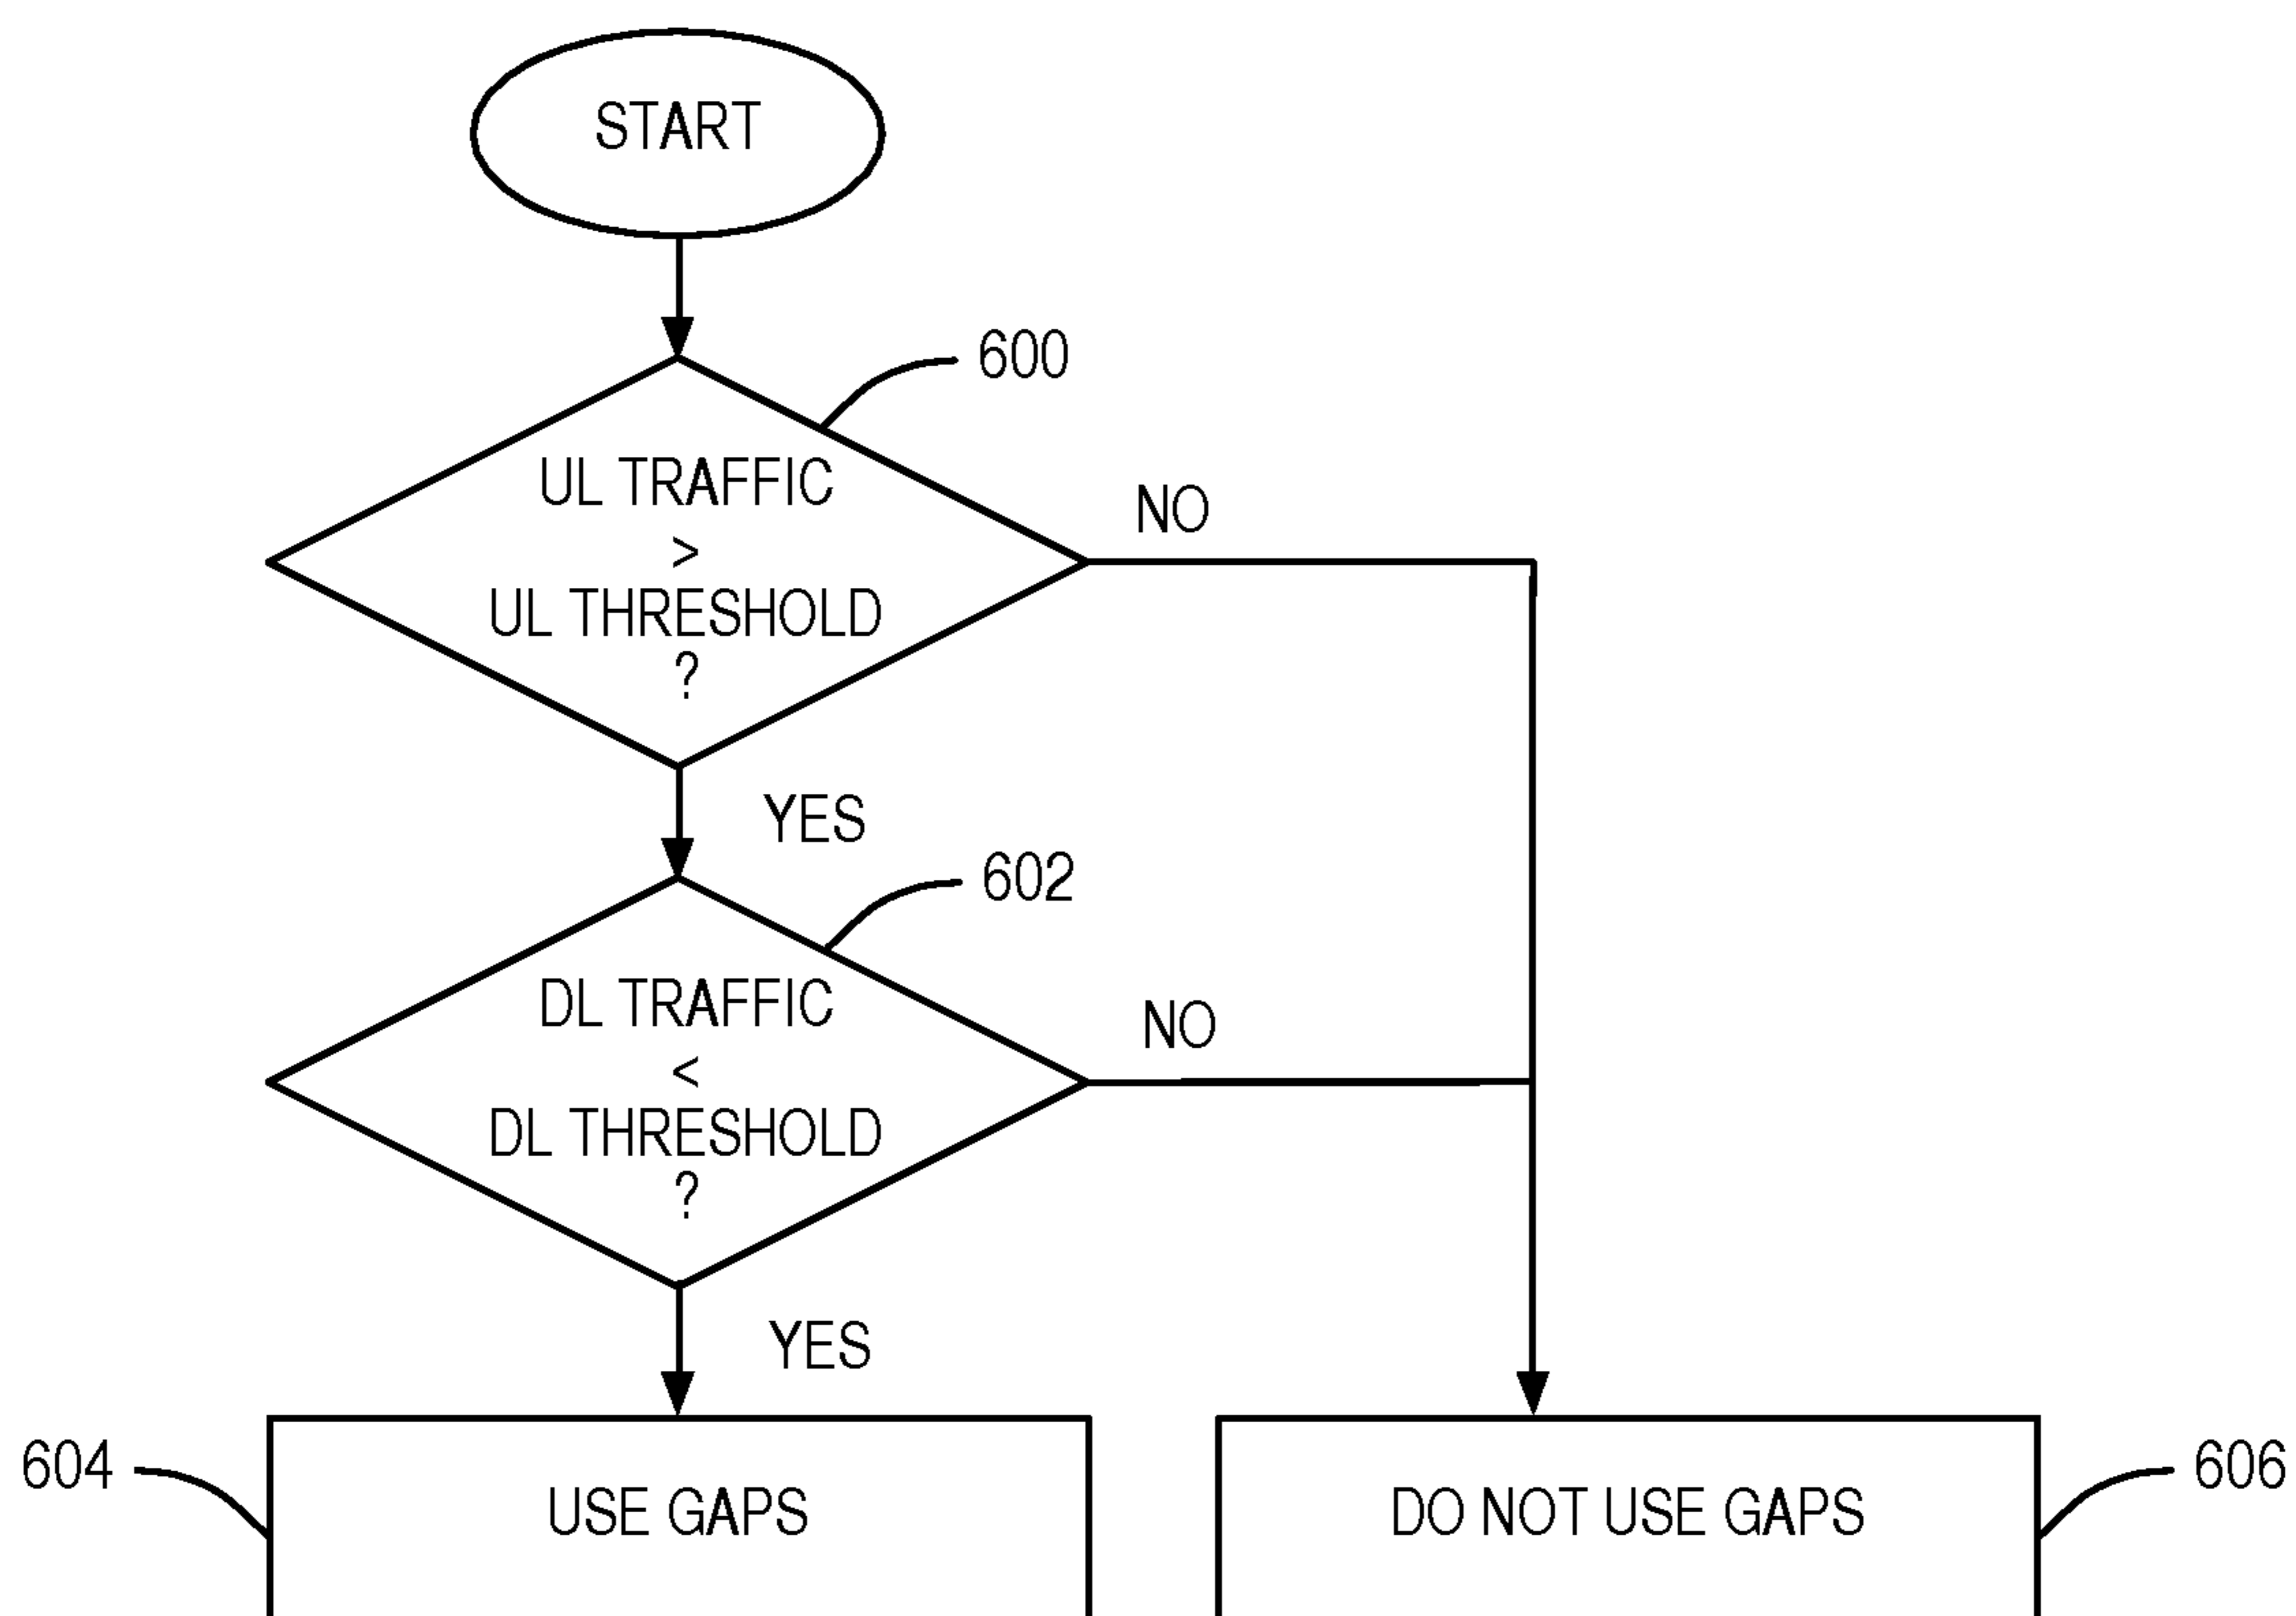 START
600
UL TRAFFIC
>
UL THRESHOLD
?
NO
YES
602
DL TRAFFIC
<
DL THRESHOLD
?
NO
YES
604
USE GAPS
DO NOT USE GAPS
606